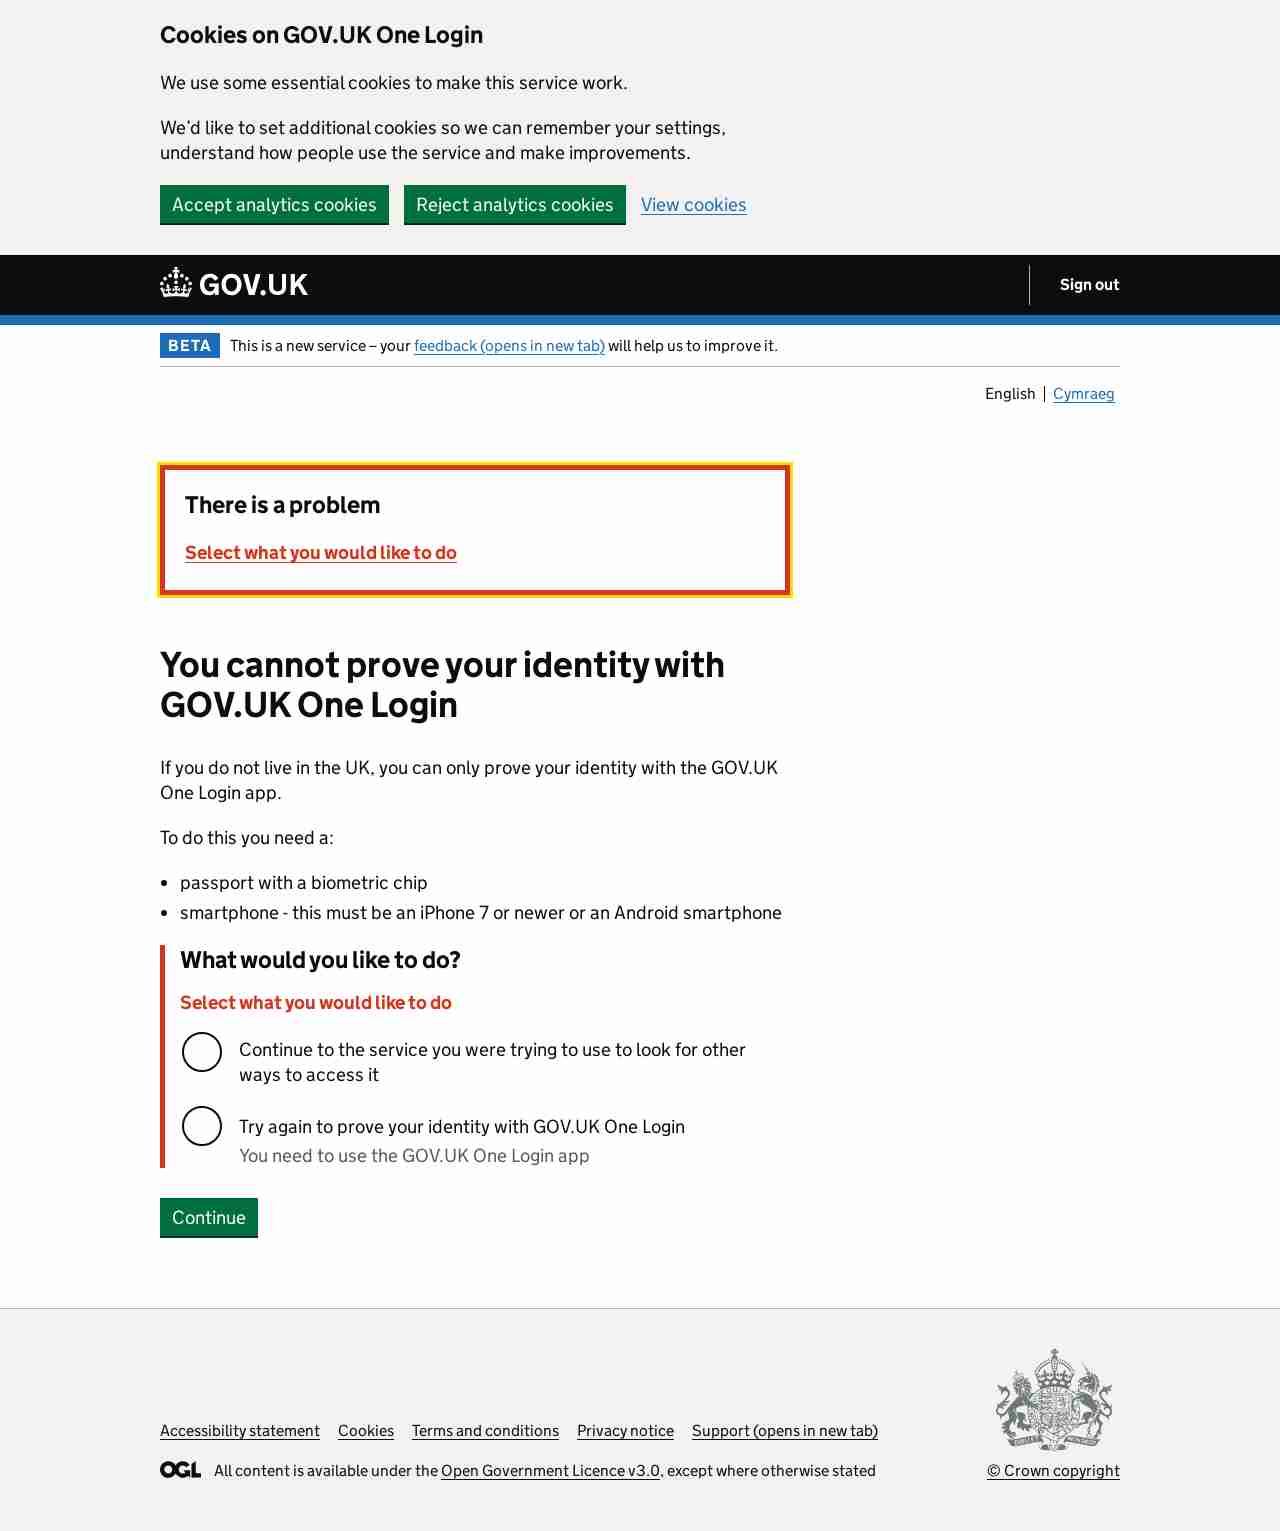 Cookies on GOV.UK One Login
We use some essential cookies to make this service work.
We'd like to set additional cookies so we can remember your settings,
understand how people use the service and make improvements.
Accept analytics cookies
Reject analytics cookies
View cookies
GOV.UK
Sign out
BETA
This is a new service – your feedback (opens in new tab) will help us to improve it.
English
Cymraeg
There is a problem
Select what you would like to do
You cannot prove your identity with
GOV.UK One Login
If you do not live in the UK, you can only prove your identity with the GOV.UK
One Login app.
To do this you need a:
• passport with a biometric chip
• smartphone - this must be an iPhone 7 or newer or an Android smartphone
What would you like to do?
Select what you would like to do
Continue to the service you were trying to use to look for other
ways to access it
Try again to prove your identity with GOV.UK One Login
You need to use the GOV.UK One Login app
Continue
Accessibility statement
Cookies
Terms and conditions
Privacy notice
Support (opens in new tab)
OGL
All content is available under the Open Government Licence v3.0, except where otherwise stated
© Crown copyright